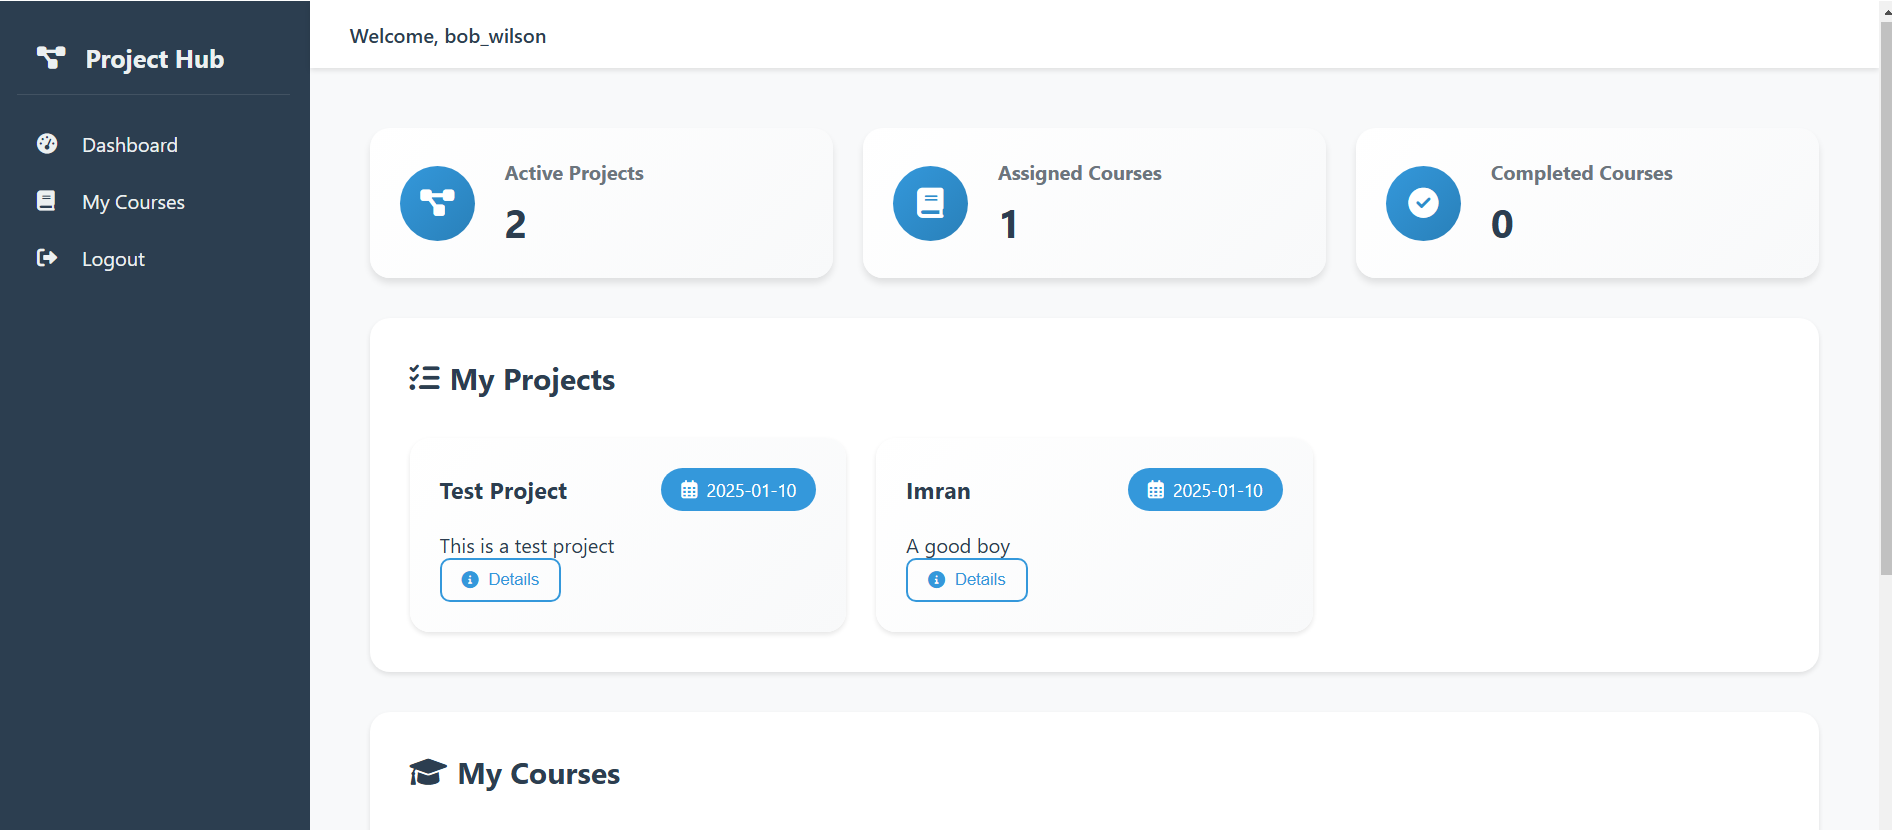 Project Hub
Dashboard
My Courses
Logout
Welcome, bob_wilson
Active Projects
2
Assigned Courses
1
Completed Courses
0
My Projects
Test Project
2025-01-10
This is a test project
Details
Imran
2025-01-10
A good boy
Details
My Courses